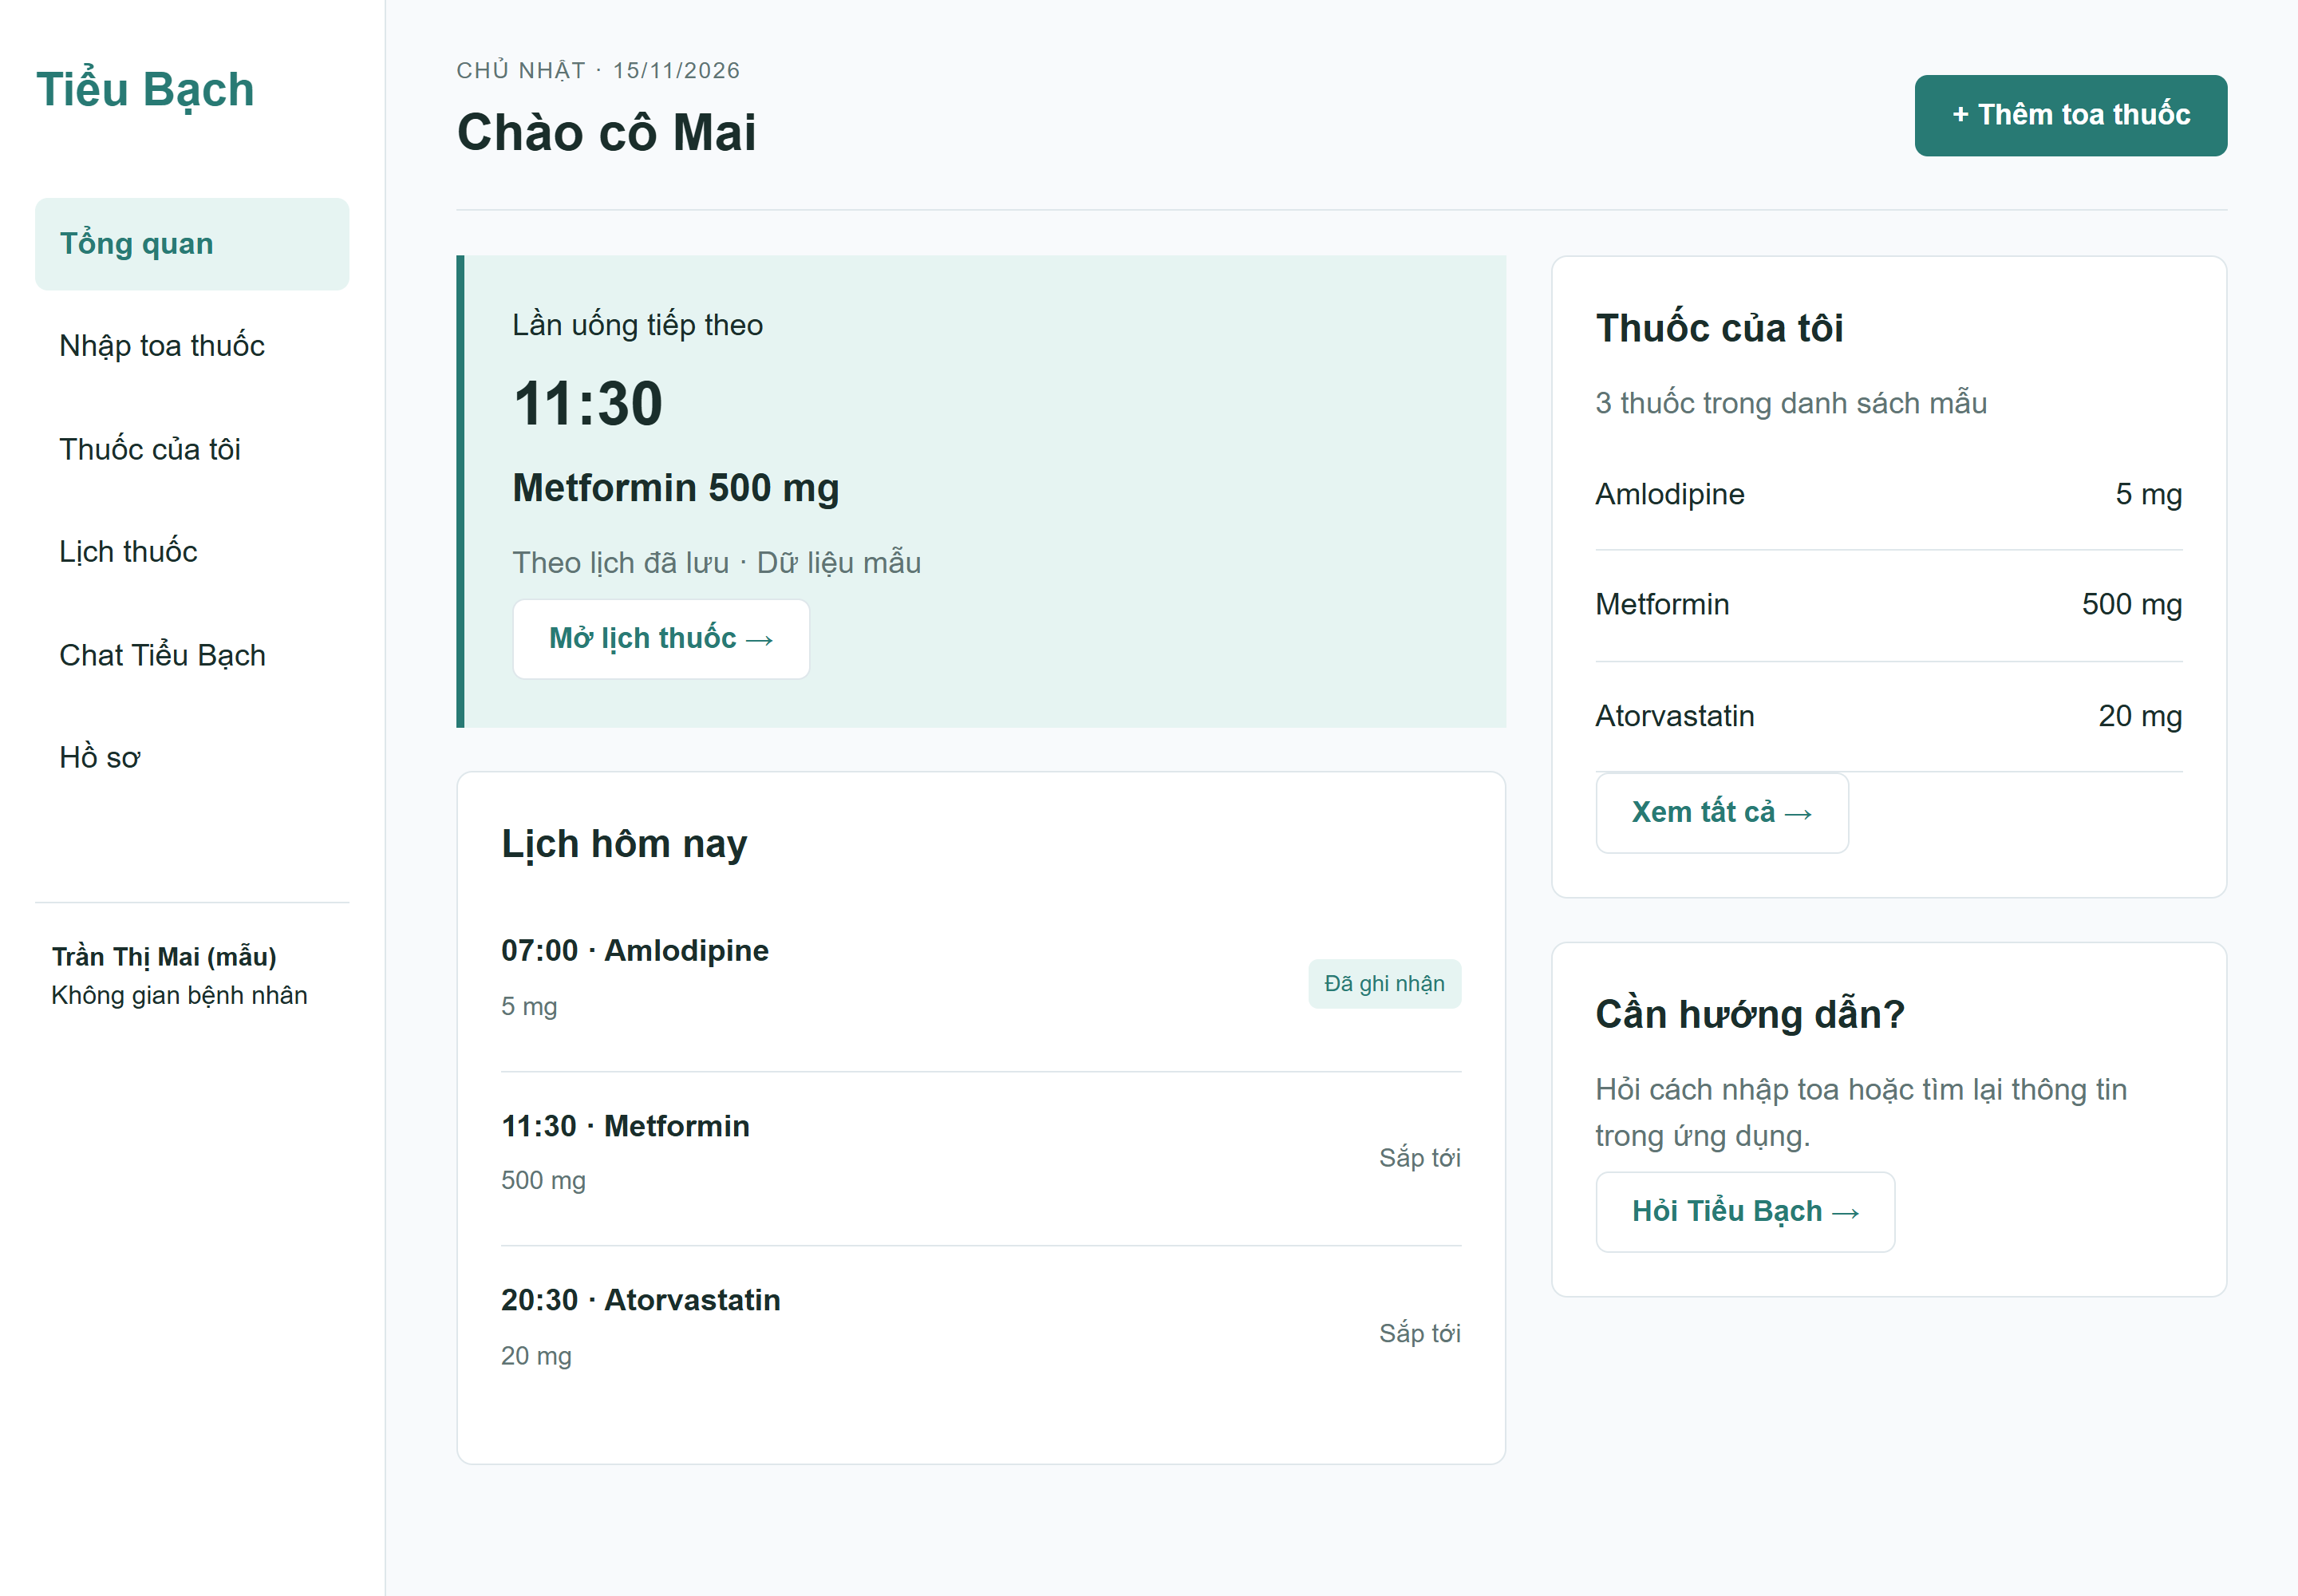 Tiểu Bạch
Tổng quan
Nhập toa thuốc
Thuốc của tôi
Lịch thuốc
Chat Tiểu Bạch
Hồ sơ
Trần Thị Mai (mẫu)
Không gian bệnh nhân
CHỦ NHẬT · 15/11/2026
Chào cô Mai
+ Thêm toa thuốc
Lần uống tiếp theo
11:30
Metformin 500 mg
Theo lịch đã lưu · Dữ liệu mẫu
Mở lịch thuốc →
Lịch hôm nay
07:00 · Amlodipine
5 mg
Đã ghi nhận
11:30 · Metformin
500 mg
Sắp tới
20:30 · Atorvastatin
20 mg
Sắp tới
Thuốc của tôi
3 thuốc trong danh sách mẫu
Amlodipine 5 mg
Metformin 500 mg
Atorvastatin 20 mg
Xem tất cả →
Cần hướng dẫn?
Hỏi cách nhập toa hoặc tìm lại thông tin
trong ứng dụng.
Hỏi Tiểu Bạch →